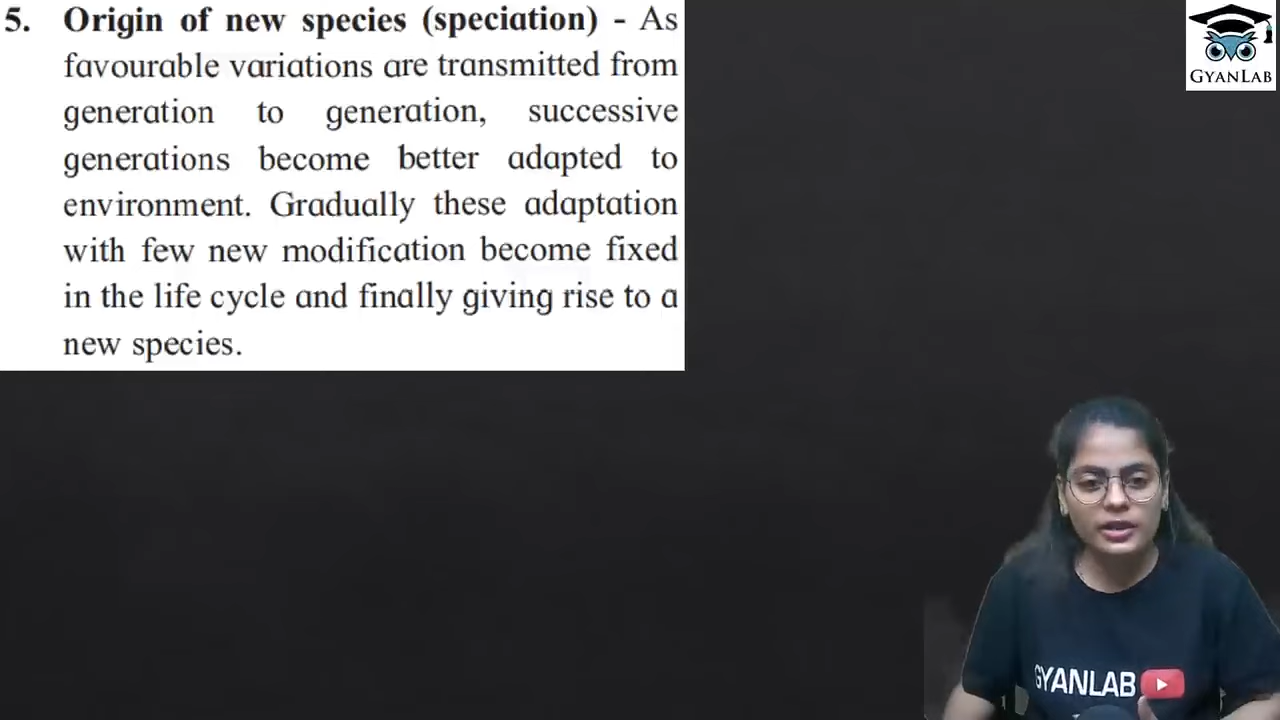 5. Origin of new species (speciation) - As
favourable variations are transmitted from
generation to generation, successive
generations become better adapted to
environment. Gradually these adaptation
with few new modification become fixed
in the life cycle and finally giving rise to a
new species.
GYANLAB
GYANLAB